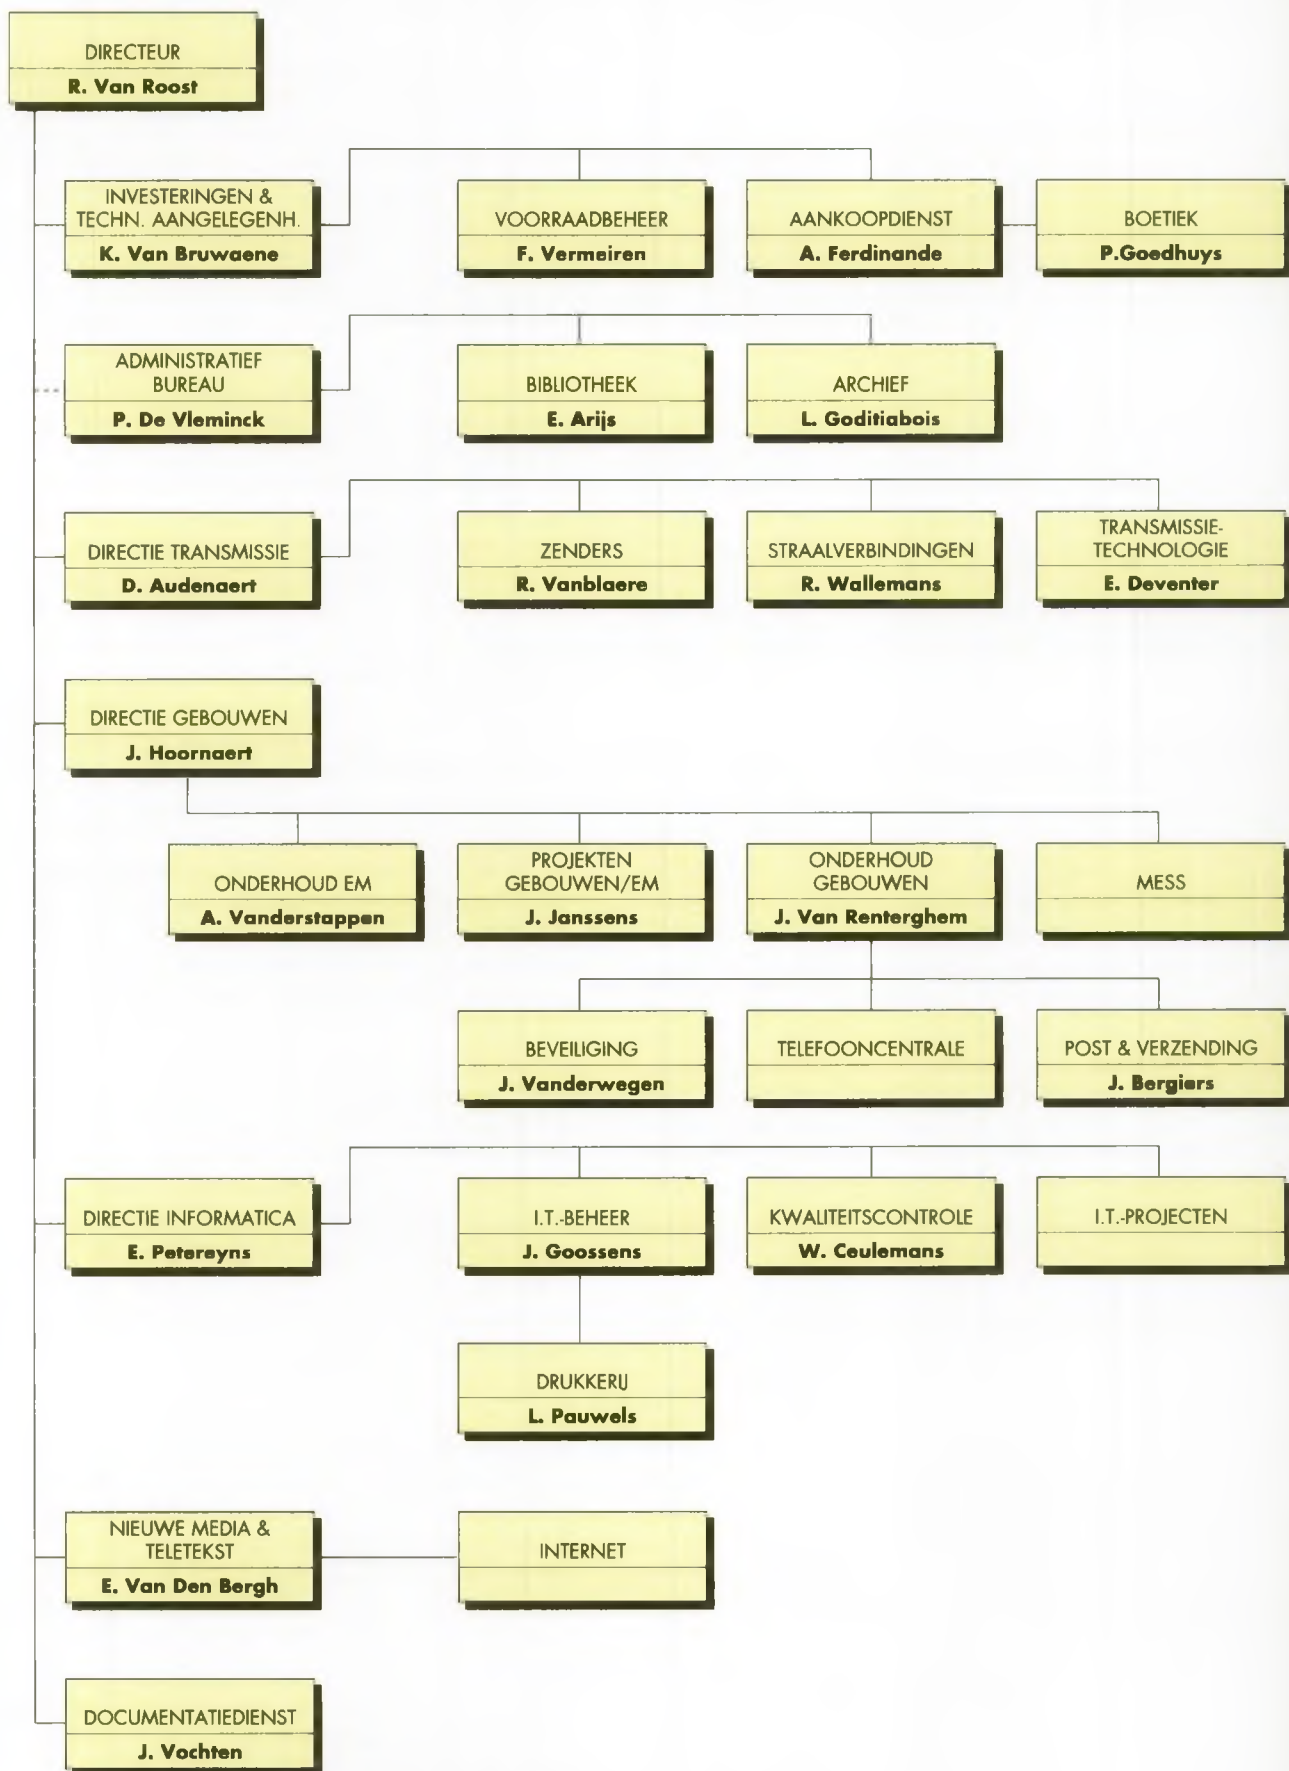 DIRECTEUR
R. Van Roost
INVESTERINGEN &
TECHN. AANGELEGENH.
K. Van Bruwaene
VOORRAADBEHEER
F. Vermeiren
AANKOOPDIENST
A. Ferdinande
BOETIEK
P.Goedhuys
ADMINISTRATIEF
BUREAU
P. De Vleminck
BIBLIOTHEEK
E. Arijs
ARCHIEF
L. Goditiabois
DIRECTIE TRANSMISSIE
D. Audenaert
ZENDERS
R. Vanblaere
STRAALVERBINDINGEN
R. Wallemans
TRANSMISSIE-
TECHNOLOGIE
E. Deventer
DIRECTIE GEBOUWEN
J. Hoornaert
ONDERHOUD EM
A. Vanderstappen
PROJEKTEN
GEBOUWEN/EM
J. Janssens
ONDERHOUD
GEBOUWEN
J. Van Renterghem
MESS
BEVEILIGING
J. Vanderwegen
TELEFOONCENTRALE
POST & VERZENDING
J. Bergiers
DIRECTIE INFORMATICA
E. Petereyns
I.T.-BEHEER
J. Goossens
KWALITEITSCONTROLE
W. Ceulemans
I.T.-PROJECTEN
DRUKKERIJ
L. Pauwels
NIEUWE MEDIA &
TELETEKST
E. Van Den Bergh
INTERNET
DOCUMENTATIEDIENST
J. Vochten